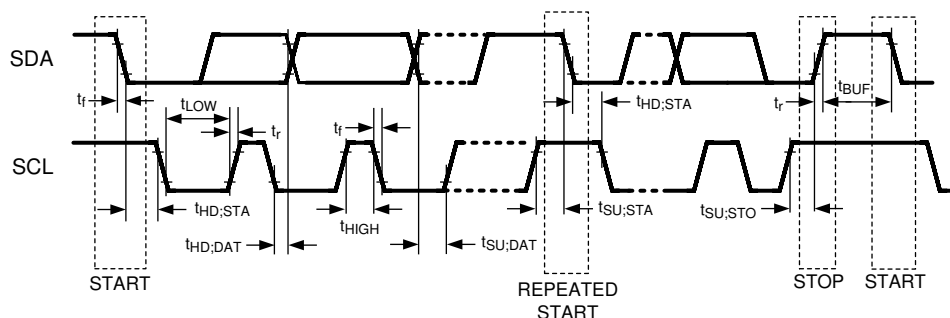 SDA
tf
tLOW
tr
tf
tHD;STA
tr
tBUF
SCL
tHD;STA
tHD;DAT
tHIGH
tSU;DAT
tSU;STA
tSU;STO
START
REPEATED
START
STOP
START